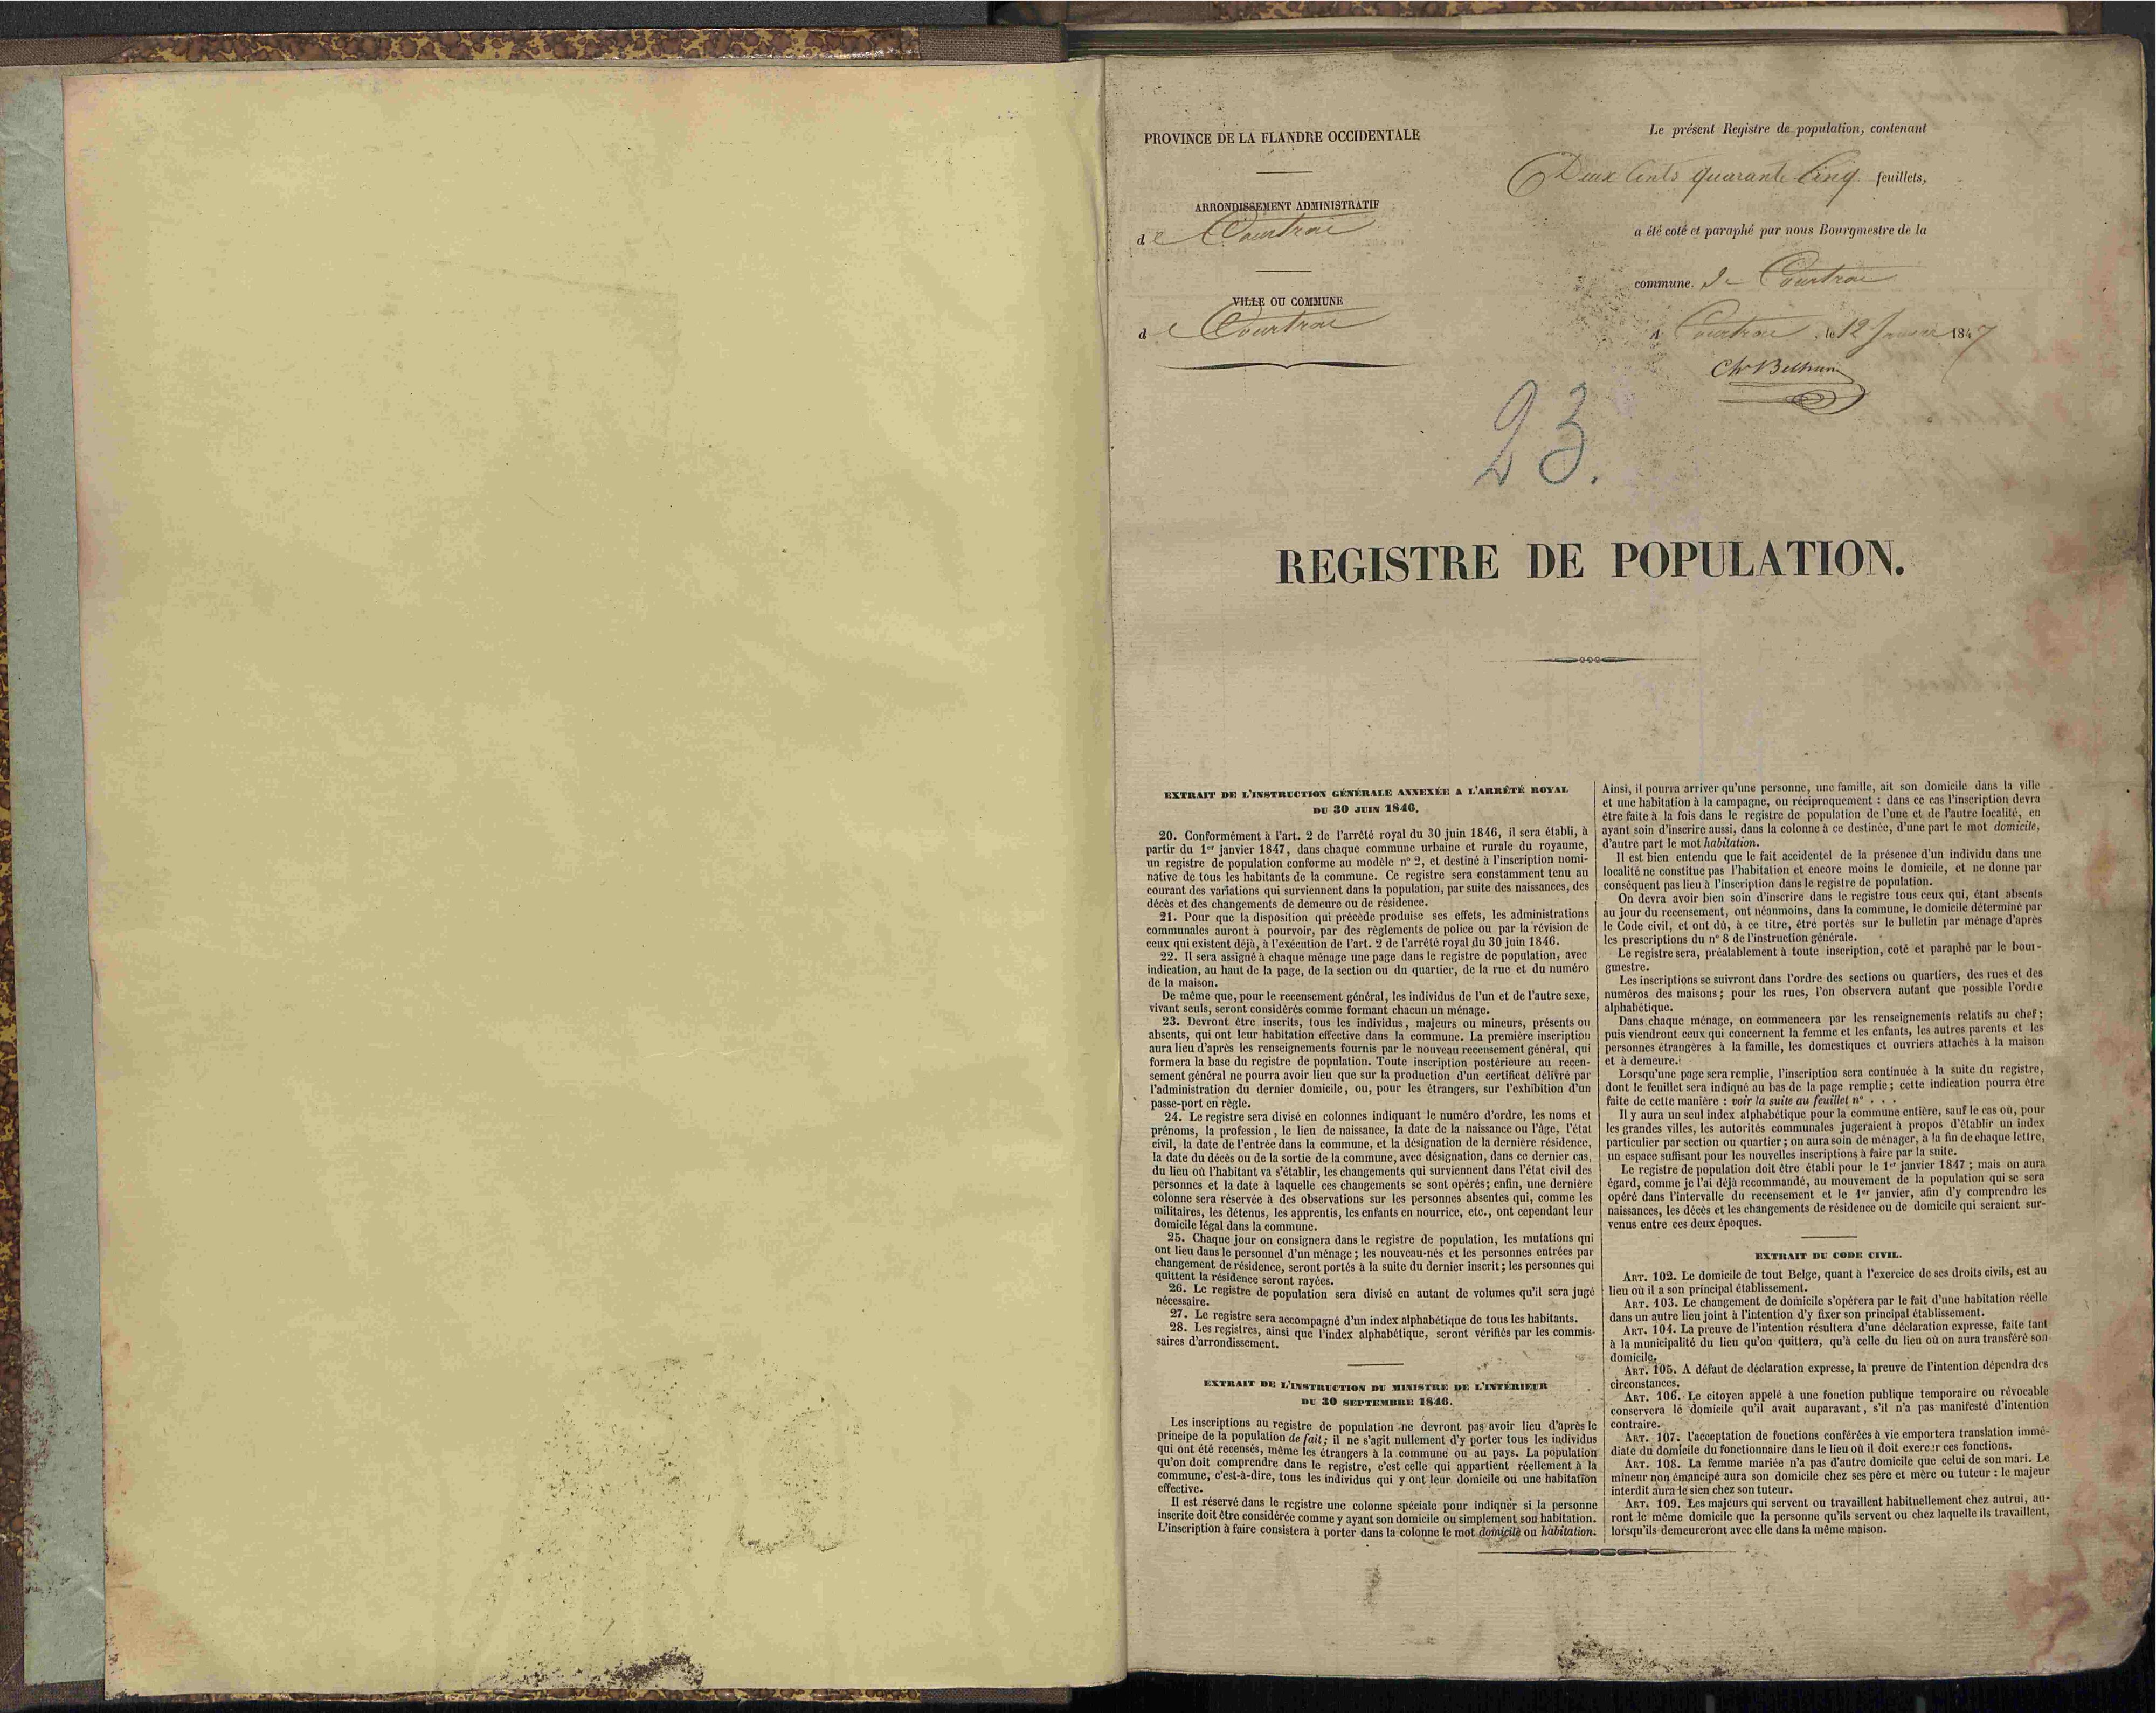 PROVINCE DE LA FLANDRE OCCIDENTALE
ARRONDISSEMENT ADMINISTRATIF
de Courtrai
VILLE OU COMMUNE
de Courtrai
Le présent Registre de population, contenant
Deux Cents quarante Cinq feuillets,
a été coté et paraphé par nous Bourgmestre de la
commune de Courtrai
A Courtrai, le 12 Janvier 1847
23.
REGISTRE DE POPULATION.
EXTRAIT DE L'INSTRUCTION GÉNÉRALE ANNEXÉE A L'ARRÊTÉ ROYAL
DU 30 JUIN 1846.
20. Conformément à l'art. 2 de l'arrêté royal du 30 juin 1846, il sera établi, à
partir du 1er janvier 1847, dans chaque commune urbaine et rurale du royaume,
un registre de population conforme au modèle n° 2, et destiné à l'inscription nomi-
native de tous les habitants de la commune. Ce registre sera constamment tenu au
courant des variations qui surviennent dans la population, par suite des naissances, des
décès et des changements de demeure ou de résidence.
21. Pour que la disposition qui précède produise ses effets, les administrations
communales auront à pourvoir, par des règlements de police ou par la révision de
ceux qui existent déjà, à l'exécution de l'art. 2 de l'arrêté royal du 30 juin 1846.
22. Il sera assigné à chaque ménage une page dans le registre de population, avec
indication, au haut de la page, de la section ou du quartier, de la rue et du numéro
de la maison.
De même que, pour le recensement général, les individus de l'un et de l'autre sexe,
vivant seuls, seront considérés comme formant chacun un ménage.
23. Devront être inscrits, tous les individus, majeurs ou mineurs, présents ou
absents, qui ont leur habitation effective dans la commune. La première inscription
aura lieu d'après les renseignements fournis par le nouveau recensement général, qui
formera la base du registre de population. Toute inscription postérieure au recen-
sement général ne pourra avoir lieu que sur la production d'un certificat délivré par
l'administration du dernier domicile, ou, pour les étrangers, sur l'exhibition d'un
passe-port en règle.
24. Le registre sera divisé en colonnes indiquant le numéro d'ordre, les noms et
prénoms, la profession, le lieu de naissance, la date de la naissance ou l'âge, l'état
civil, la date de l'entrée dans la commune, et la désignation de la dernière résidence,
la date du décès ou de la sortie de la commune, avec désignation, dans ce dernier cas,
du lieu où l'habitant va s'établir, les changements qui surviennent dans l'état civil des
personnes et la date à laquelle ces changements se sont opérés; enfin, une dernière
colonne sera réservée à des observations sur les personnes absentes qui, comme les
militaires, les détenus, les apprentis, les enfants en nourrice, etc., ont cependant leur
domicile légal dans la commune.
25. Chaque jour on consignera dans le registre de population, les mutations qui
ont lieu dans le personnel d'un ménage; les nouveau-nés et les personnes entrées par
changement de résidence, seront portés à la suite du dernier inscrit; les personnes qui
quittent la résidence seront rayées.
26. Le registre de population sera divisé en autant de volumes qu'il sera jugé
nécessaire.
27. Le registre sera accompagné d'un index alphabétique de tous les habitants.
28. Les registres, ainsi que l'index alphabétique, seront vérifiés par les commis-
saires d'arrondissement.
EXTRAIT DE L'INSTRUCTION DU MINISTRE DE L'INTÉRIEUR
DU 30 SEPTEMBRE 1846.
Les inscriptions au registre de population ne devront pas avoir lieu d'après le
principe de la population de fait; il ne s'agit nullement d'y porter tous les individus
qui ont été recensés, même les étrangers à la commune ou au pays. La population
qu'on doit comprendre dans le registre, c'est celle qui appartient réellement à la
commune, c'est-à-dire, tous les individus qui y ont leur domicile ou une habitation
effective.
Il est réservé dans le registre une colonne spéciale pour indiquer si la personne
inscrite doit être considérée comme y ayant son domicile ou simplement son habitation.
L'inscription à faire consistera à porter dans la colonne le mot domicile ou habitation.
Ainsi, il pourra arriver qu'une personne, une famille, ait son domicile dans la ville
et une habitation à la campagne, ou réciproquement : dans ce cas l'inscription devra
être faite à la fois dans le registre de population de l'une et de l'autre localité, en
ayant soin d'inscrire aussi, dans la colonne à ce destinée, d'une part le mot domicile,
d'autre part le mot habitation.
Il est bien entendu que le fait accidentel de la présence d'un individu dans une
localité ne constitue pas l'habitation et encore moins le domicile, et ne donne par
conséquent pas lieu à l'inscription dans le registre de population.
On devra avoir bien soin d'inscrire dans le registre tous ceux qui, étant absents
au jour du recensement, ont néanmoins, dans la commune, le domicile déterminé par
le Code civil, et ont dû, à ce titre, être portés sur le bulletin par ménage d'après
les prescriptions du n° 8 de l'instruction générale.
Le registre sera, préalablement à toute inscription, coté et paraphé par le bour-
gmestre.
Les inscriptions se suivront dans l'ordre des sections ou quartiers, des rues et des
numéros des maisons; pour les rues, l'on observera autant que possible l'ordre
alphabétique.
Dans chaque ménage, on commencera par les renseignements relatifs au chef;
puis viendront ceux qui concernent la femme et les enfants, les autres parents et les
personnes étrangères à la famille, les domestiques et ouvriers attachés à la maison
et à demeure.
Lorsqu'une page sera remplie, l'inscription sera continuée à la suite du registre,
dont le feuillet sera indiqué au bas de la page remplie; cette indication pourra être
faite de cette manière : voir la suite au feuillet n° . . .
Il y aura un seul index alphabétique pour la commune entière, sauf le cas où, pour
les grandes villes, les autorités communales jugeraient à propos d'établir un index
particulier par section ou quartier; on aura soin de ménager, à la fin de chaque lettre,
un espace suffisant pour les nouvelles inscriptions à faire par la suite.
Le registre de population doit être établi pour le 1er janvier 1847; mais on aura
égard, comme je l'ai déjà recommandé, au mouvement de la population qui se sera
opéré dans l'intervalle du recensement et le 1er janvier, afin d'y comprendre les
naissances, les décès et les changements de résidence ou de domicile qui seraient sur-
venus entre ces deux époques.
EXTRAIT DU CODE CIVIL.
ART. 102. Le domicile de tout Belge, quant à l'exercice de ses droits civils, est au
lieu où il a son principal établissement.
ART. 103. Le changement de domicile s'opérera par le fait d'une habitation réelle
dans un autre lieu joint à l'intention d'y fixer son principal établissement.
ART. 104. La preuve de l'intention résultera d'une déclaration expresse, faite tant
à la municipalité du lieu qu'on quittera, qu'à celle du lieu où on aura transféré son
domicile.
ART. 105. A défaut de déclaration expresse, la preuve de l'intention dépendra des
circonstances.
ART. 106. Le citoyen appelé à une fonction publique temporaire ou révocable
conservera le domicile qu'il avait auparavant, s'il n'a pas manifesté d'intention
contraire.
ART. 107. L'acceptation de fonctions conférées à vie emportera translation immé-
diate du domicile du fonctionnaire dans le lieu où il doit exercer ces fonctions.
ART. 108. La femme mariée n'a pas d'autre domicile que celui de son mari. Le
mineur non émancipé aura son domicile chez ses père et mère ou tuteur : le majeur
interdit aura le sien chez son tuteur.
ART. 109. Les majeurs qui servent ou travaillent habituellement chez autrui, au-
ront le même domicile que la personne qu'ils servent ou chez laquelle ils travaillent,
lorsqu'ils demeureront avec elle dans la même maison.